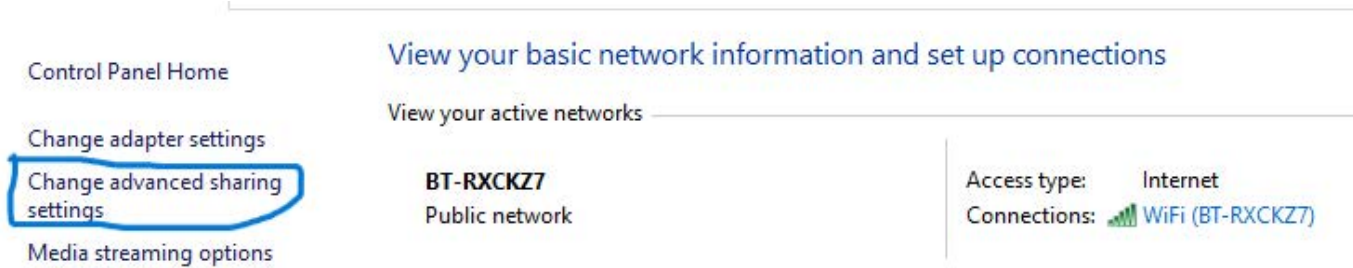 Control Panel Home
Change adapter settings
Change advanced sharing
settings
Media streaming options
View your basic network information and set up connections
View your active networks
BT-RXCKZ7
Public network
Access type: Internet
Connections: WiFi (BT-RXCKZ7)